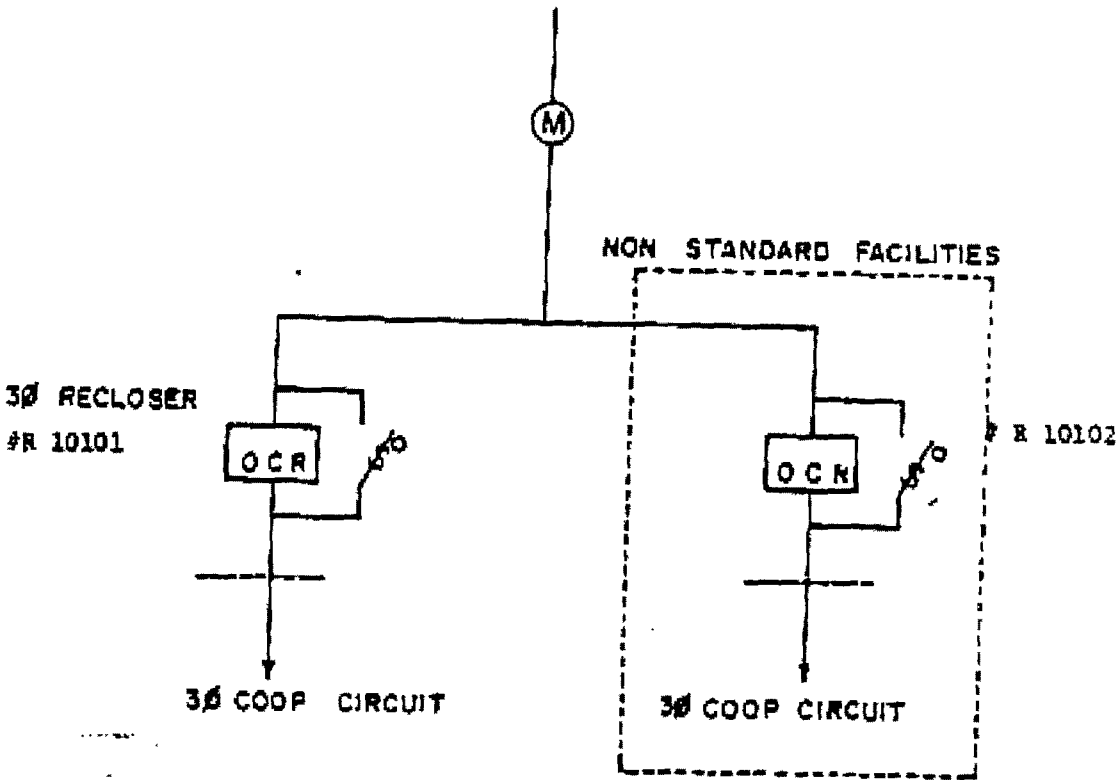 M
NON STANDARD FACILITIES
3Ø RECLOSER
#R 10101
OCR
OCR
# R 10102
3Ø COOP CIRCUIT
3Ø COOP CIRCUIT